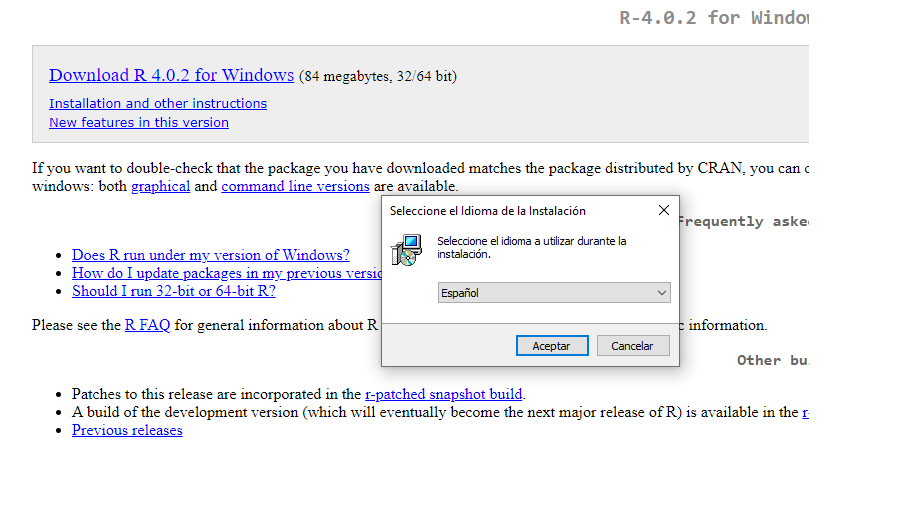 R-4.0.2 for Window
Download R 4.0.2 for Windows (84 megabytes, 32/64 bit)
Installation and other instructions
New features in this version
If you want to double-check that the package you have downloaded matches the package distributed by CRAN, you can c
windows: both graphical and command line versions are available.
Frequently asked
Does R run under my version of Windows?
How do I update packages in my previous versio
Should I run 32-bit or 64-bit R?
Please see the R FAQ for general information about R
c information.
Other bui
Patches to this release are incorporated in the r-patched snapshot build.
A build of the development version (which will eventually become the next major release of R) is available in the r-
Previous releases
Seleccione el Idioma de la Instalación
Seleccione el idioma a utilizar durante la
instalación.
Español
Aceptar
Cancelar